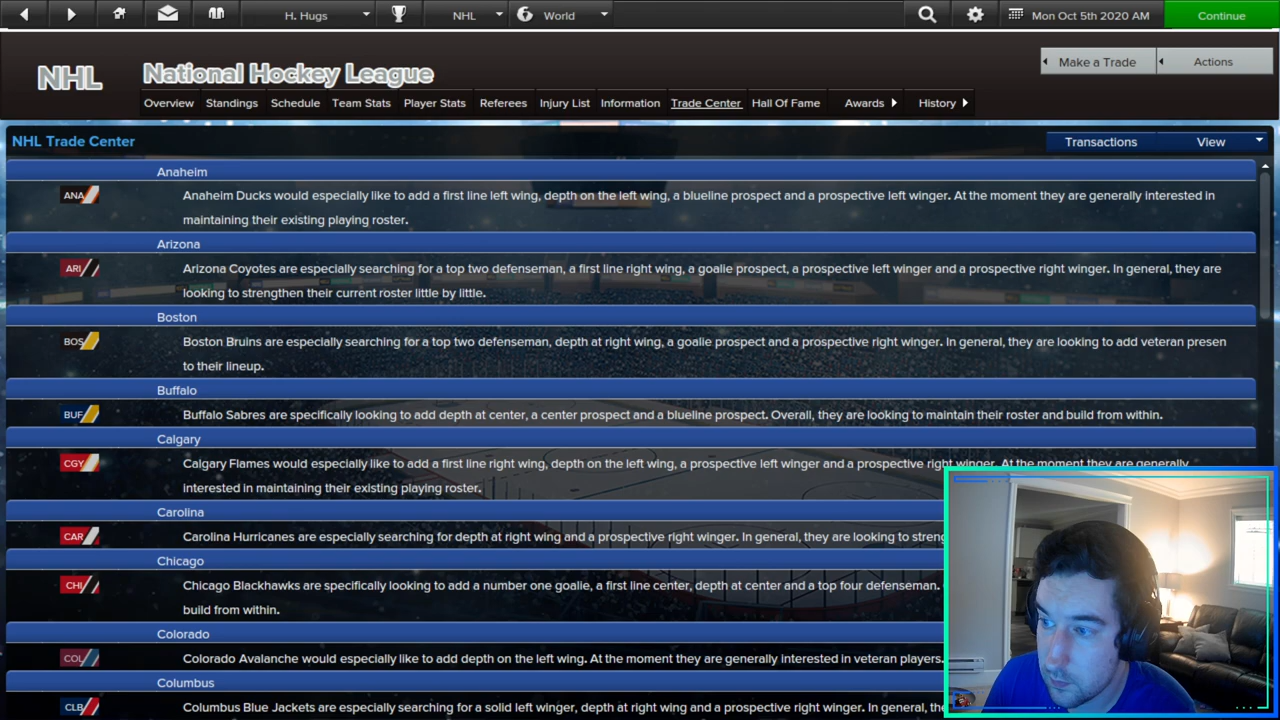 H. Hugs NHL World Mon Oct 5th 2020 AM Continue
NHL National Hockey League Make a Trade Actions
Overview Standings Schedule Team Stats Player Stats Referees Injury List Information Trade Center Hall Of Fame Awards History
NHL Trade Center Transactions View
Anaheim
ANA Anaheim Ducks would especially like to add a first line left wing, depth on the left wing, a blueline prospect and a prospective left winger. At the moment they are generally interested in
maintaining their existing playing roster.
Arizona
ARI Arizona Coyotes are especially searching for a top two defenseman, a first line right wing, a goalie prospect, a prospective left winger and a prospective right winger. In general, they are
looking to strengthen their current roster little by little.
Boston
BOS Boston Bruins are especially searching for a top two defenseman, depth at right wing, a goalie prospect and a prospective right winger. In general, they are looking to add veteran presen
to their lineup.
Buffalo
BUF Buffalo Sabres are specifically looking to add depth at center, a center prospect and a blueline prospect. Overall, they are looking to maintain their roster and build from within.
Calgary
CGY Calgary Flames would especially like to add a first line right wing, depth on the left wing, a prospective left winger and a prospective right winger. At the moment they are generally
interested in maintaining their existing playing roster.
Carolina
CAR Carolina Hurricanes are especially searching for depth at right wing and a prospective right winger. In general, they are looking to streng
Chicago
CHI Chicago Blackhawks are specifically looking to add a number one goalie, a first line center, depth at center and a top four defenseman.
build from within.
Colorado
COL Colorado Avalanche would especially like to add depth on the left wing. At the moment they are generally interested in veteran players.
Columbus
CLB Columbus Blue Jackets are especially searching for a solid left winger, depth at right wing and a prospective right winger. In general, the